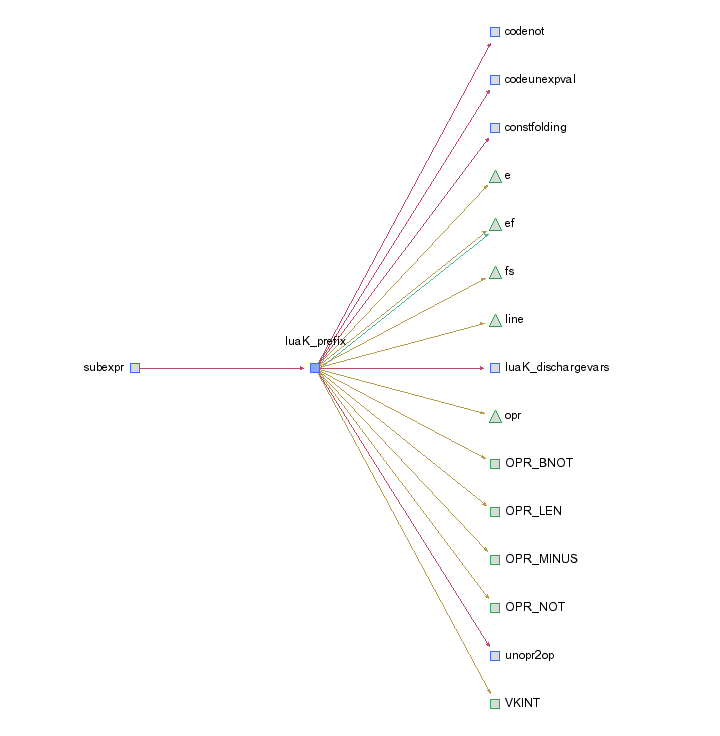 codenot
codeunexpval
constfolding
e
ef
fs
line
luaK_prefix
subexpr
luaK_dischargevars
opr
OPR_BNOT
OPR_LEN
OPR_MINUS
OPR_NOT
unopr2op
VKINT